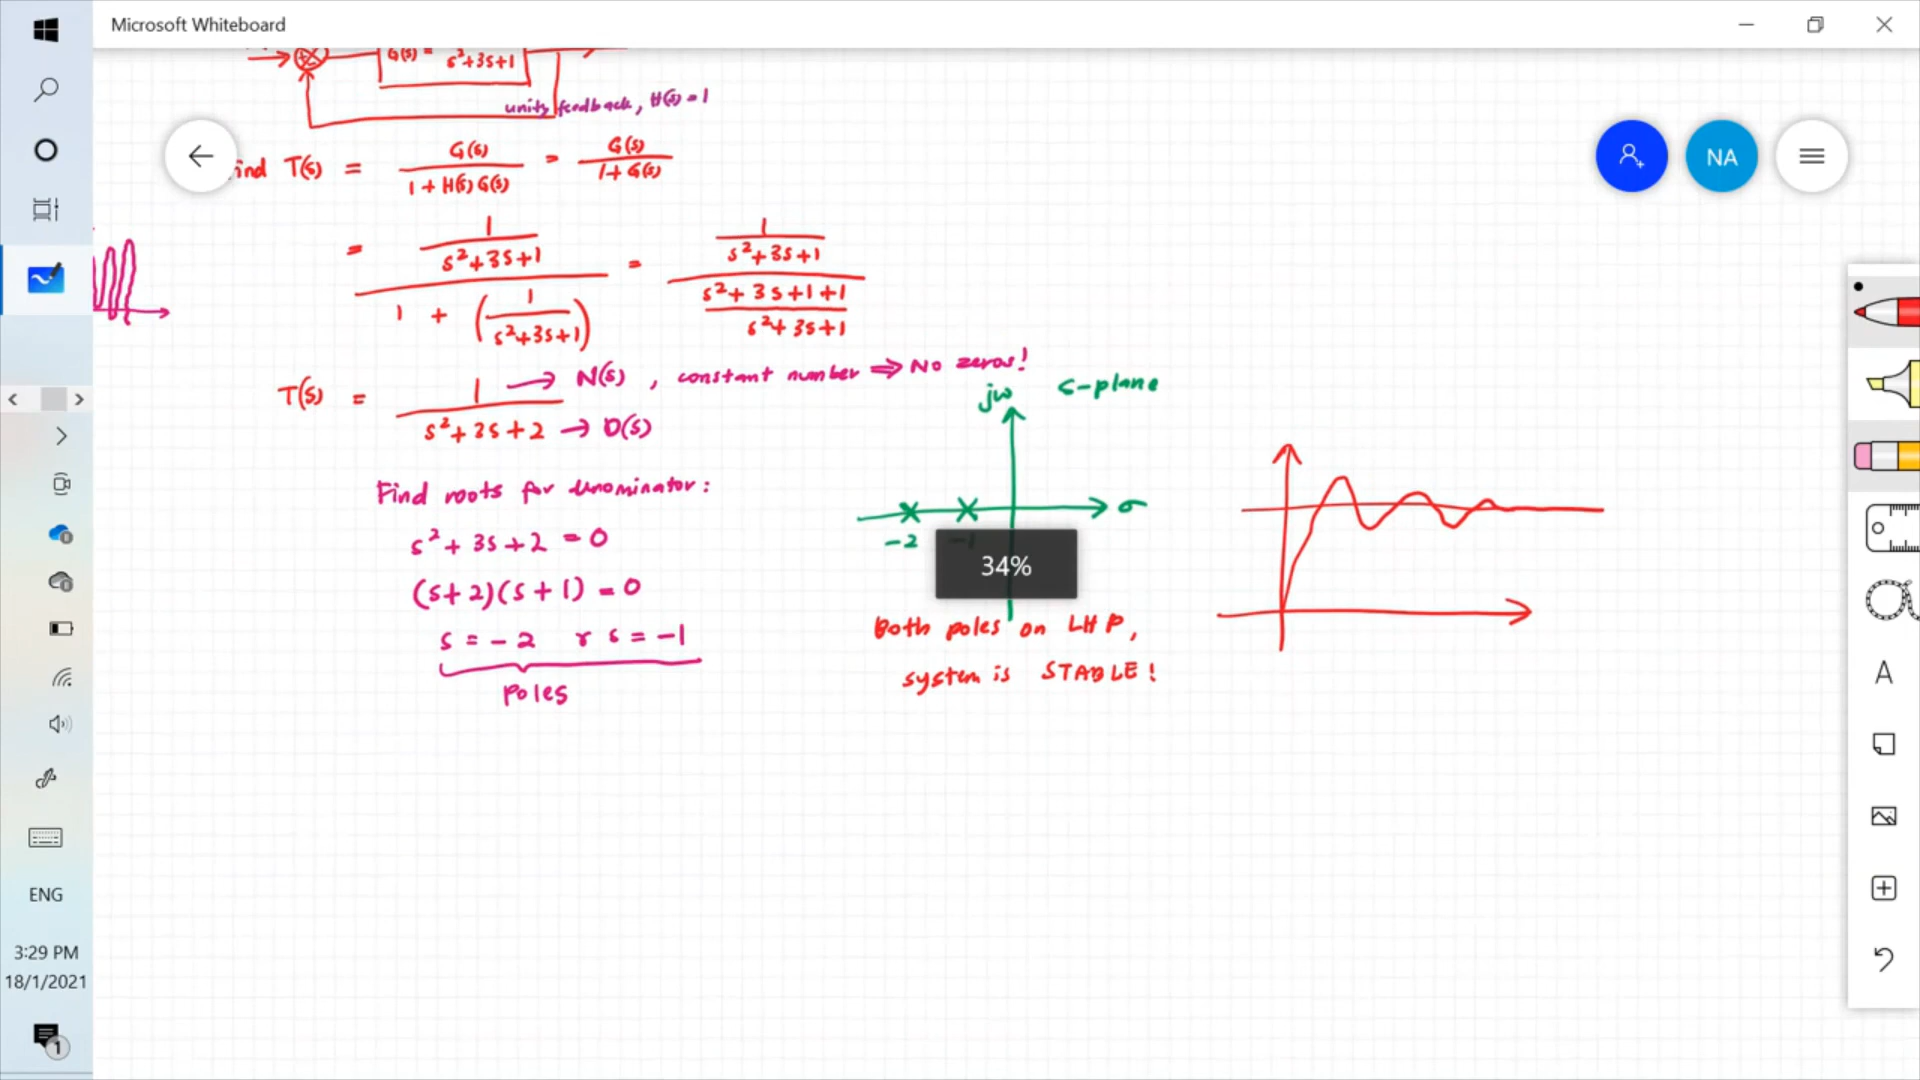 Microsoft Whiteboard
G(s) = s²+3s+1
unity feedback, H(s) = 1
NA
find T(s) = G(s) / 1 + H(s) G(s) = G(s) / 1 + G(s)
= 1 / s²+3s+1 / 1 + (1 / s²+3s+1) = 1 / s²+3s+1 / s²+3s+1+1 / s²+3s+1
T(s) = 1 / s²+3s+2
→ N(s), constant number ⇒ No zeros!
→ D(s)
jω s-plane
σ
-2 -1
34%
Find roots for denominator:
s²+3s+2 = 0
(s+2)(s+1) = 0
s = -2 r s = -1
poles
Both poles on LHP,
system is STABLE!
A
ENG
3:29 PM
18/1/2021
1